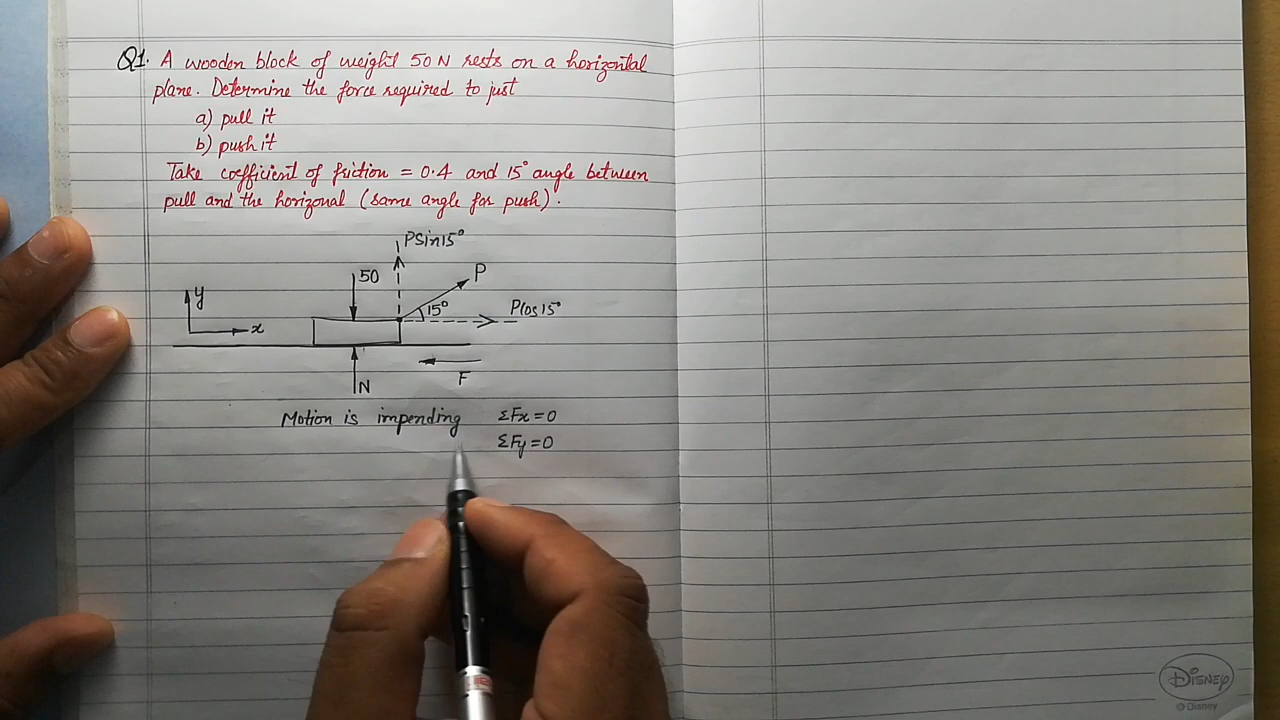 Q1. A wooden block of weight 50 N rests on a horizontal
plane. Determine the force required to just
a) pull it
b) push it
Take coefficient of friction = 0.4 and 15° angle between
pull and the horizonal (same angle for push).
PSin15°
50
P
y
15°
PCos15°
x
F
N
Motion is impending ΣFx=0
ΣFy=0
DISNEY
© Disney